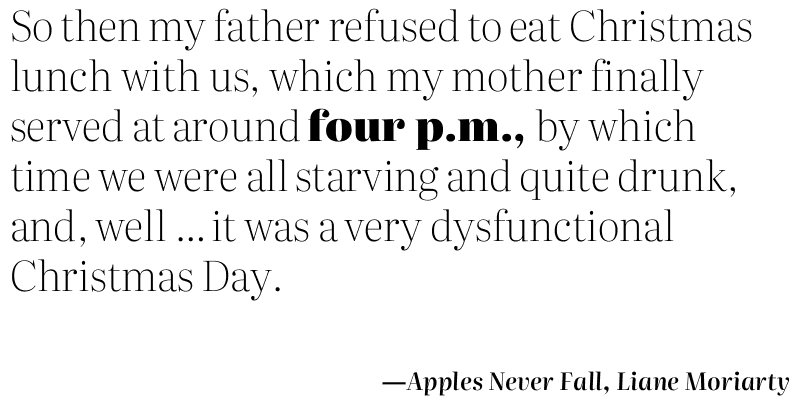 So then my father refused to eat Christmas
lunch with us, which my mother finally
served at around four p.m., by which
time we were all starving and quite drunk,
and, well ... it was a very dysfunctional
Christmas Day.
—Apples Never Fall, Liane Moriarty